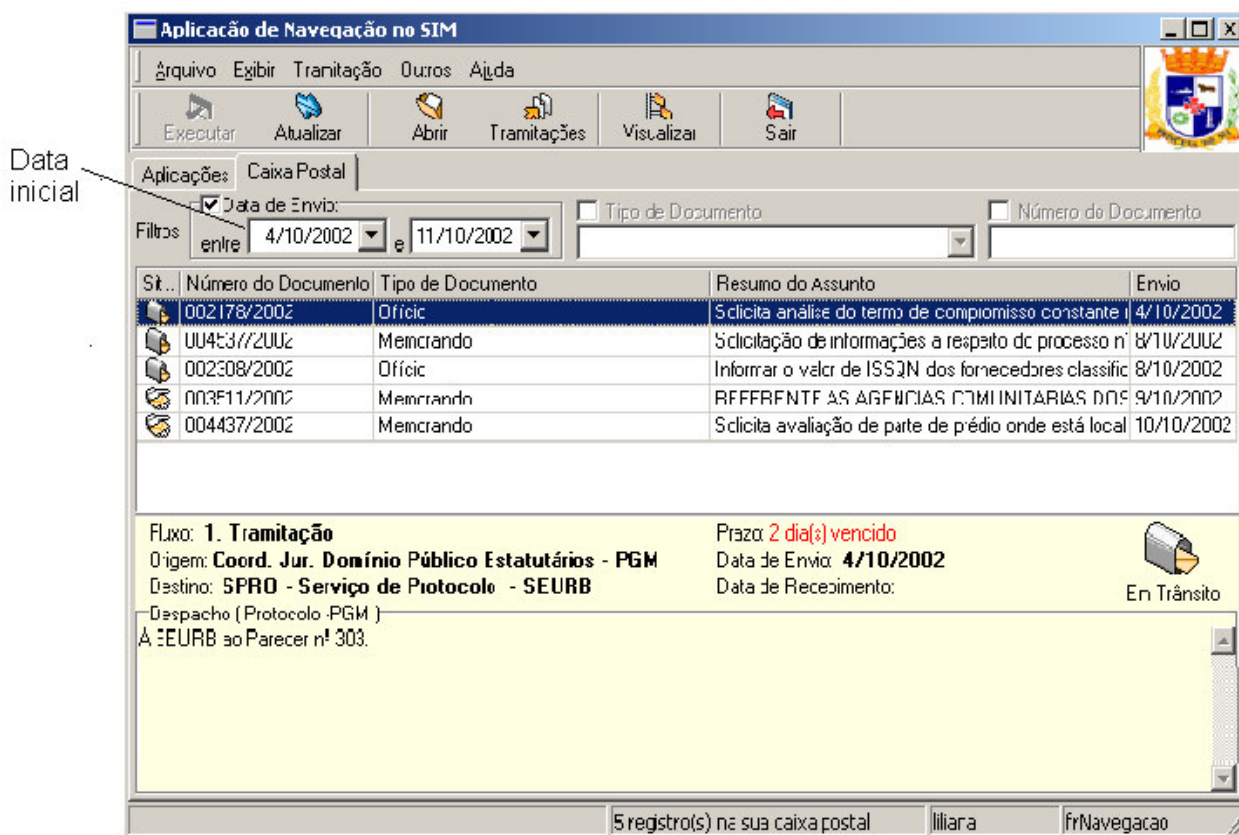 Aplicação de Navegação no SIM
Arquivo Exibir Tramitação Outros Ajuda
Executar Atualizar Abrir Tramitações Visualizar Sair
Data inicial
Aplicações Caixa Postal
Data de Envio: Tipo de Documento Número do Documento
Filtros entre 4/10/2002 e 11/10/2002
Sit... Número do Documento Tipo de Documento Resumo do Assunto Envio
002178/2002 Ofício Solicita análise do termo de compromisso constante 4/10/2002
004537/2002 Memorando Solicitação de informações a respeito do processo n 8/10/2002
002308/2002 Ofício Informar o valor de ISSQN dos fornecedores classific 8/10/2002
003511/2002 Memorando REFERENTE AS AGENCIAS COMUNITARIAS DOS 9/10/2002
004437/2002 Memorando Solicita avaliação de parte de prédio onde está local 10/10/2002
Fluxo: 1. Tramitação Prazo: 2 dia(s) vencido
Origem: Coord. Jur. Domínio Público Estatutários - PGM Data de Envio: 4/10/2002
Destino: SPRO - Serviço de Protocolo - SEURB Data de Recebimento: Em Trânsito
Despacho ( Protocolo -PGM )
A SEURB ao Parecer nº 303.
5 registro(s) na sua caixa postal liliana frNavegacao